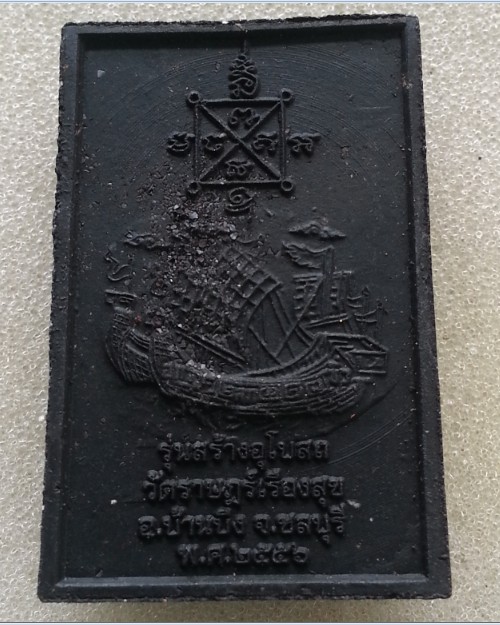 รุ่นสร้างอุโบสถ
วัดราษฎร์เรืองสุข
อ.บ้านบึง จ.ชลบุรี
พ.ศ.๒๕๕๖